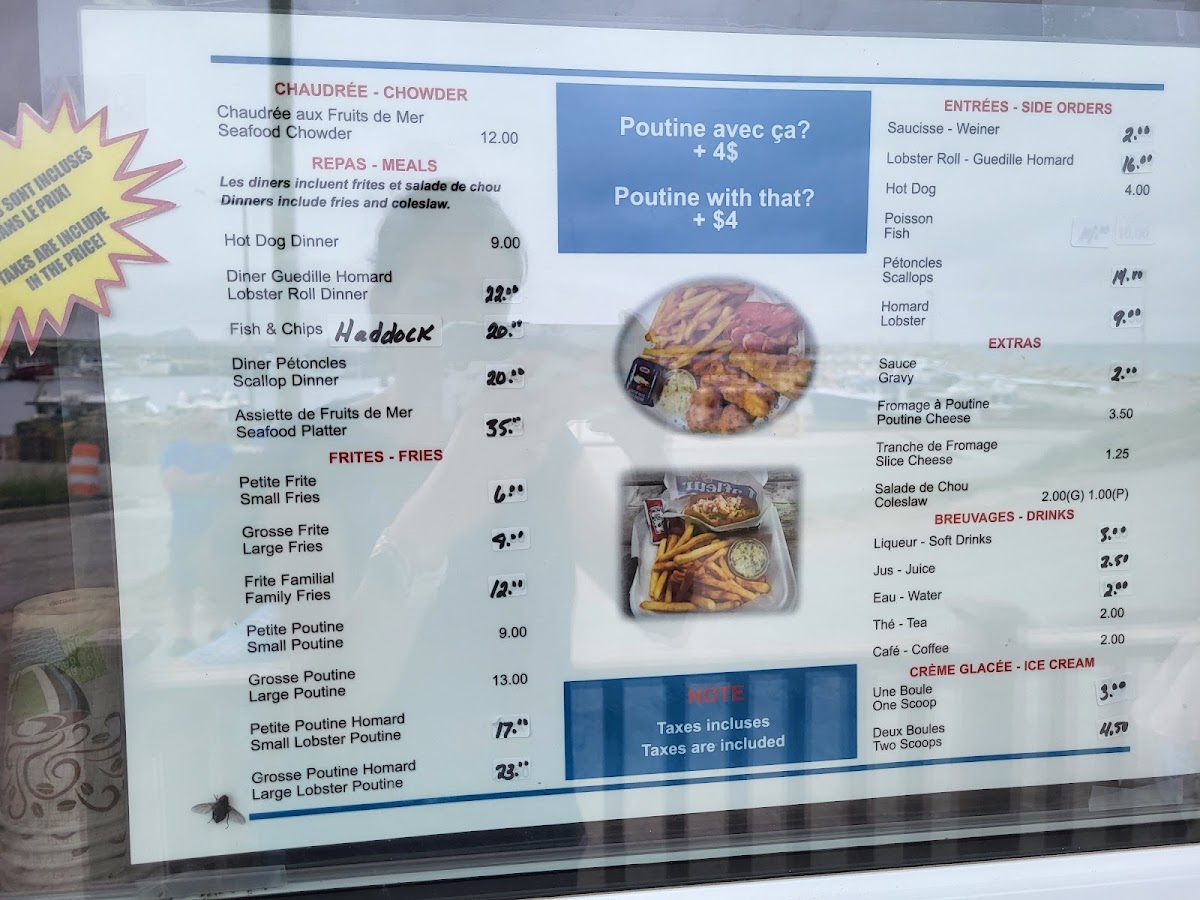 S SONT INCLUSES
DANS LE PRIX!
TAXES ARE INCLUDE
IN THE PRICE!
CHAUDRÉE - CHOWDER
Chaudrée aux Fruits de Mer
Seafood Chowder 12.00
REPAS - MEALS
Les diners incluent frites et salade de chou
Dinners include fries and coleslaw.
Hot Dog Dinner 9.00
Diner Guedille Homard
Lobster Roll Dinner 22.00
Fish & Chips Haddock 20.00
Diner Pétoncles
Scallop Dinner 20.00
Assiette de Fruits de Mer
Seafood Platter 35.00
FRITES - FRIES
Petite Frite
Small Fries 6.00
Grosse Frite
Large Fries 9.00
Frite Familial
Family Fries 12.00
Petite Poutine
Small Poutine 9.00
Grosse Poutine
Large Poutine 13.00
Petite Poutine Homard
Small Lobster Poutine 17.00
Grosse Poutine Homard
Large Lobster Poutine 23.00
Poutine avec ça?
+ 4$
Poutine with that?
+ $4
Lafleur
NOTE
Taxes incluses
Taxes are included
ENTRÉES - SIDE ORDERS
Saucisse - Weiner 2.00
Lobster Roll - Guedille Homard 16.00
Hot Dog 4.00
Poisson
Fish
Pétoncles
Scallops 14.00
Homard
Lobster 9.00
EXTRAS
Sauce
Gravy 2.00
Fromage à Poutine
Poutine Cheese 3.50
Tranche de Fromage
Slice Cheese 1.25
Salade de Chou
Coleslaw 2.00(G) 1.00(P)
BREUVAGES - DRINKS
Liqueur - Soft Drinks 3.00
Jus - Juice 2.50
Eau - Water 2.00
Thé - Tea 2.00
Café - Coffee 2.00
CRÈME GLACÉE - ICE CREAM
Une Boule
One Scoop 3.00
Deux Boules
Two Scoops 4.50